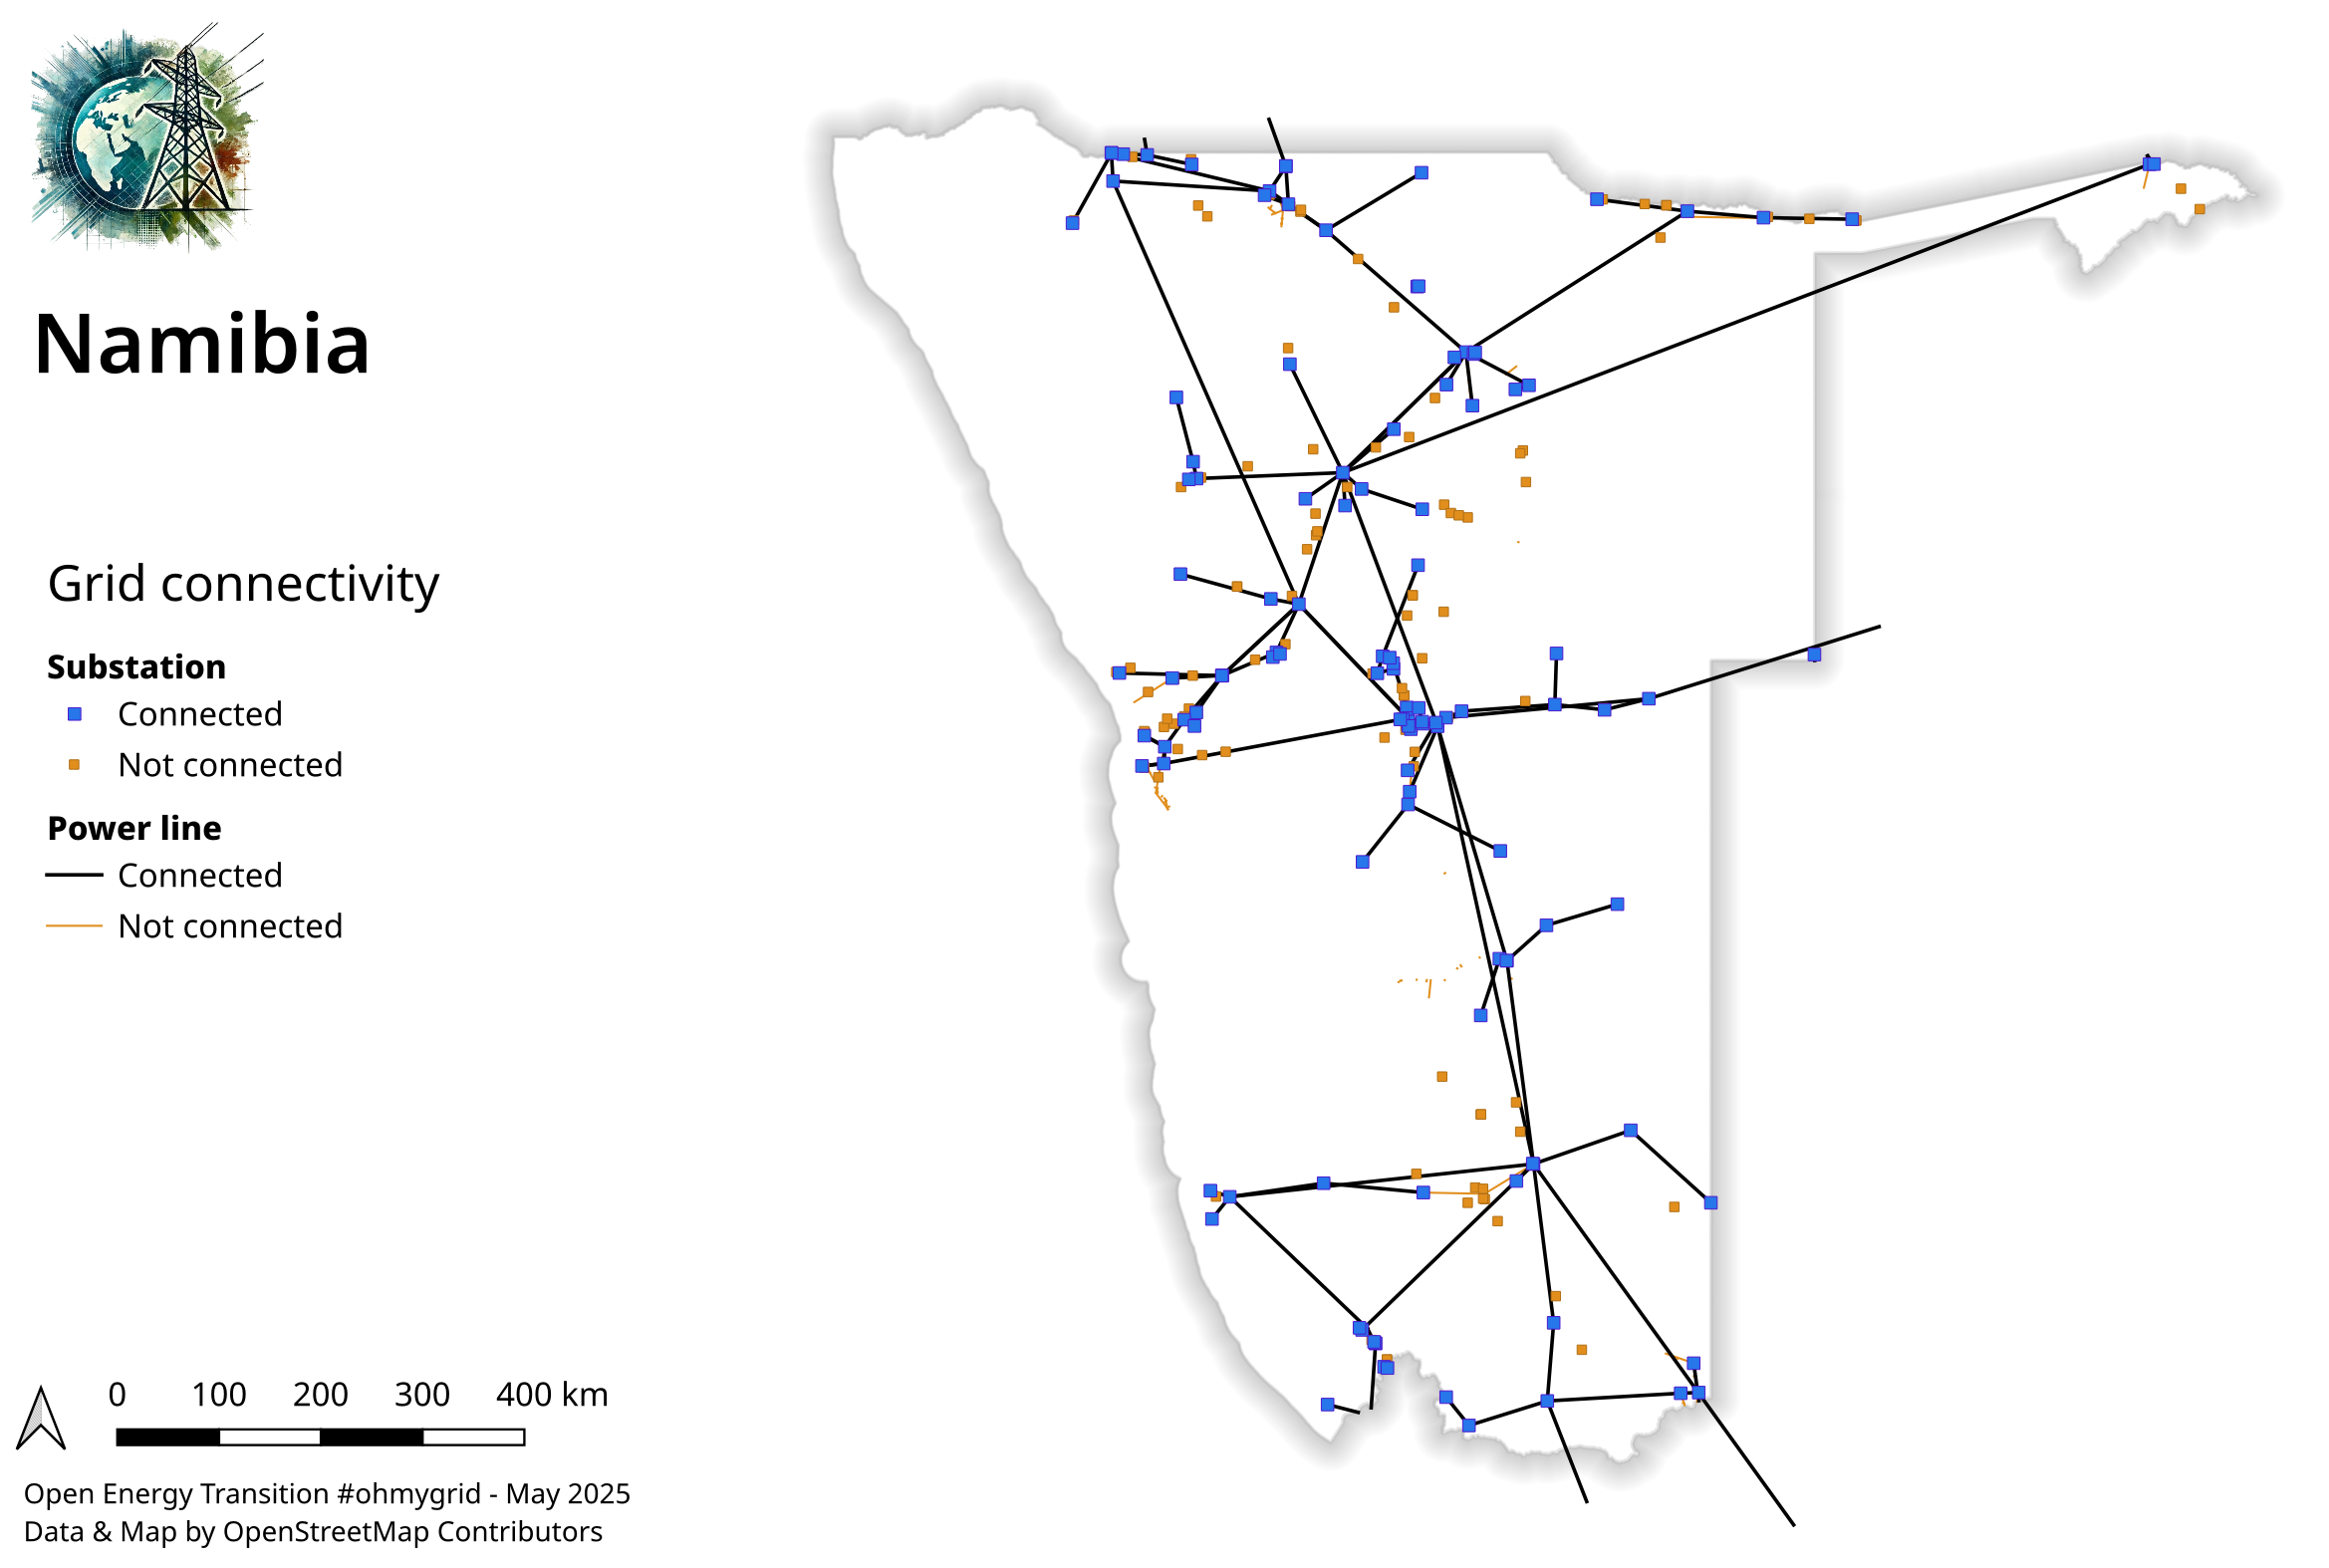 Namibia
Grid connectivity
Substation
Connected
Not connected
Power line
Connected
Not connected
0 100 200 300 400 km
Open Energy Transition #ohmygrid - May 2025
Data & Map by OpenStreetMap Contributors